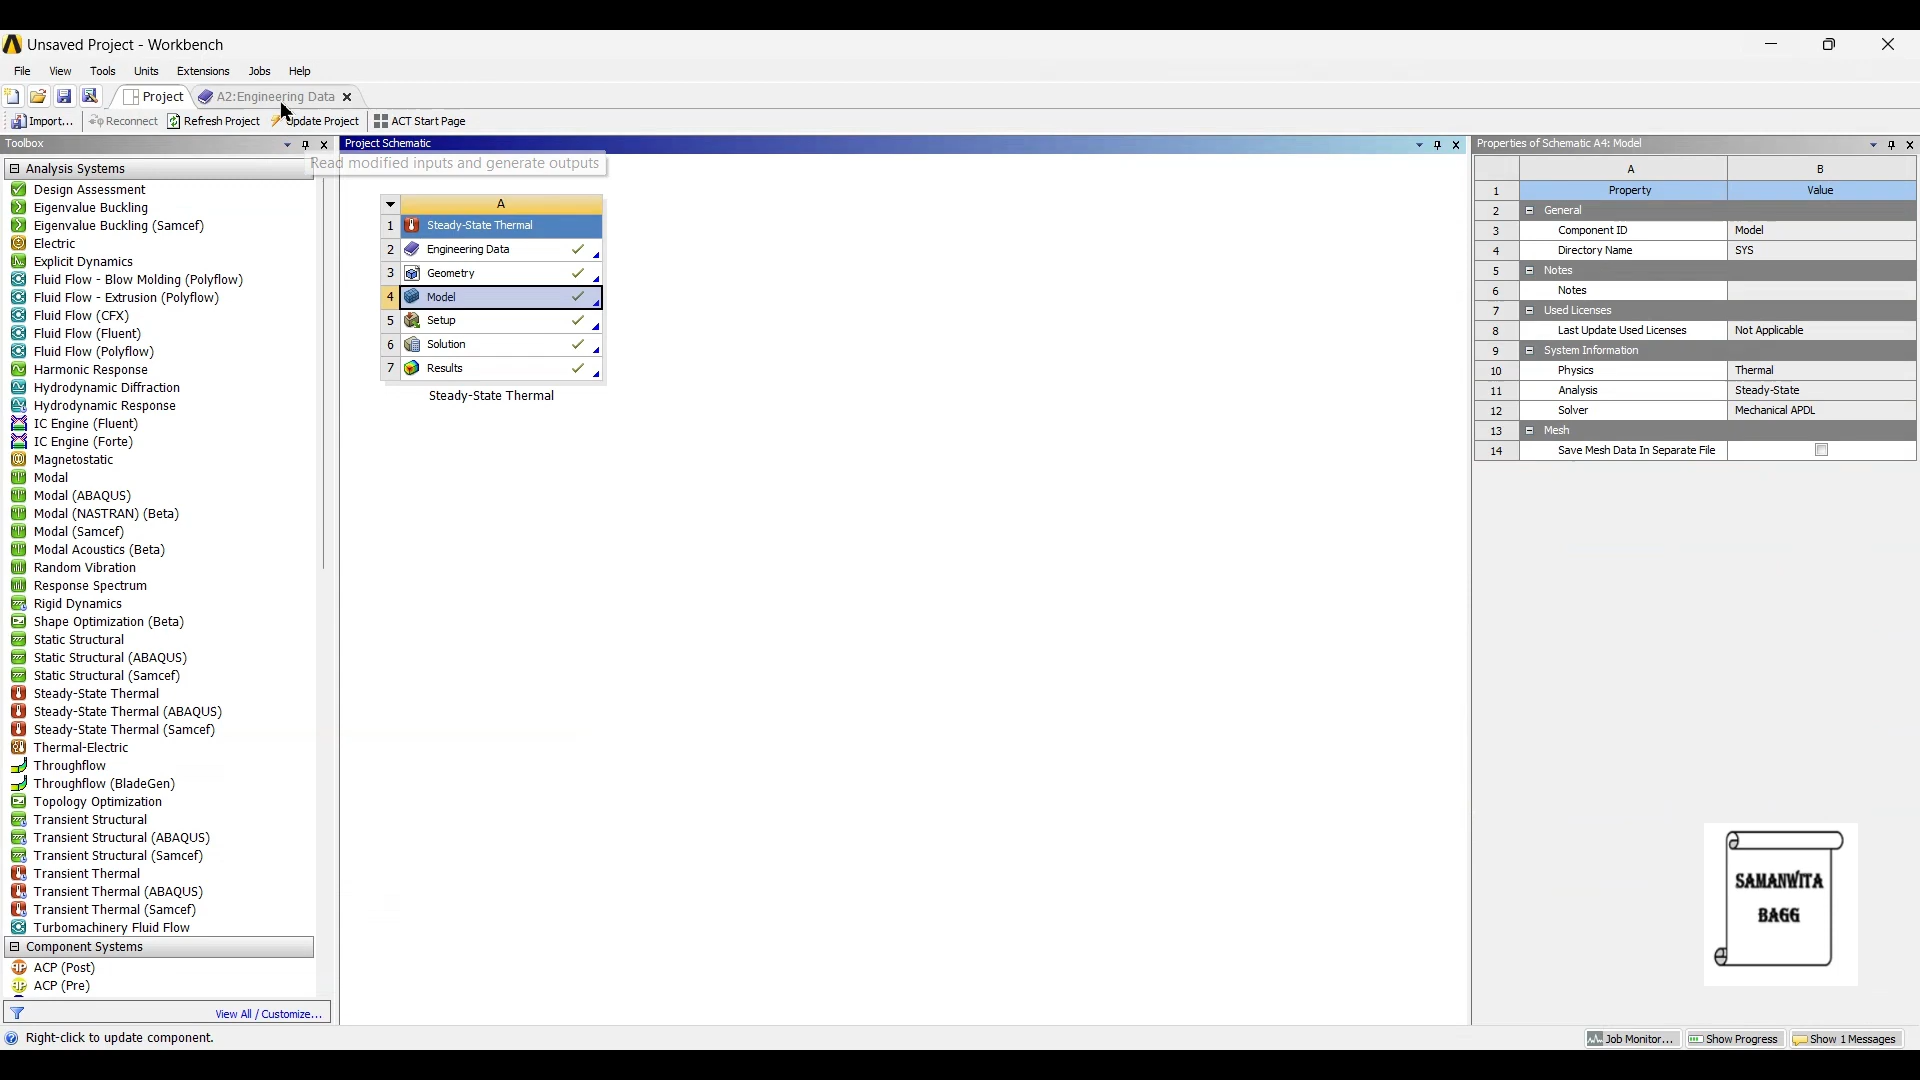 Unsaved Project - Workbench
File View Tools Units Extensions Jobs Help
Project A2:Engineering Data
Import... Reconnect Refresh Project Update Project ACT Start Page
Toolbox
Analysis Systems
Design Assessment
Eigenvalue Buckling
Eigenvalue Buckling (Samcef)
Electric
Explicit Dynamics
Fluid Flow - Blow Molding (Polyflow)
Fluid Flow - Extrusion (Polyflow)
Fluid Flow (CFX)
Fluid Flow (Fluent)
Fluid Flow (Polyflow)
Harmonic Response
Hydrodynamic Diffraction
Hydrodynamic Response
IC Engine (Fluent)
IC Engine (Forte)
Magnetostatic
Modal
Modal (ABAQUS)
Modal (NASTRAN) (Beta)
Modal (Samcef)
Modal Acoustics (Beta)
Random Vibration
Response Spectrum
Rigid Dynamics
Shape Optimization (Beta)
Static Structural
Static Structural (ABAQUS)
Static Structural (Samcef)
Steady-State Thermal
Steady-State Thermal (ABAQUS)
Steady-State Thermal (Samcef)
Thermal-Electric
Throughflow
Throughflow (BladeGen)
Topology Optimization
Transient Structural
Transient Structural (ABAQUS)
Transient Structural (Samcef)
Transient Thermal
Transient Thermal (ABAQUS)
Transient Thermal (Samcef)
Turbomachinery Fluid Flow
Component Systems
ACP (Post)
ACP (Pre)
View All / Customize...
Project Schematic
Read modified inputs and generate outputs
A
1 Steady-State Thermal
2 Engineering Data
3 Geometry
4 Model
5 Setup
6 Solution
7 Results
Steady-State Thermal
Properties of Schematic A4: Model
A B
1 Property Value
2 General
3 Component ID Model
4 Directory Name SYS
5 Notes
6 Notes
7 Used Licenses
8 Last Update Used Licenses Not Applicable
9 System Information
10 Physics Thermal
11 Analysis Steady-State
12 Solver Mechanical APDL
13 Mesh
14 Save Mesh Data In Separate File
SAMANWITA
BAGG
Right-click to update component.
Job Monitor... Show Progress Show 1 Messages